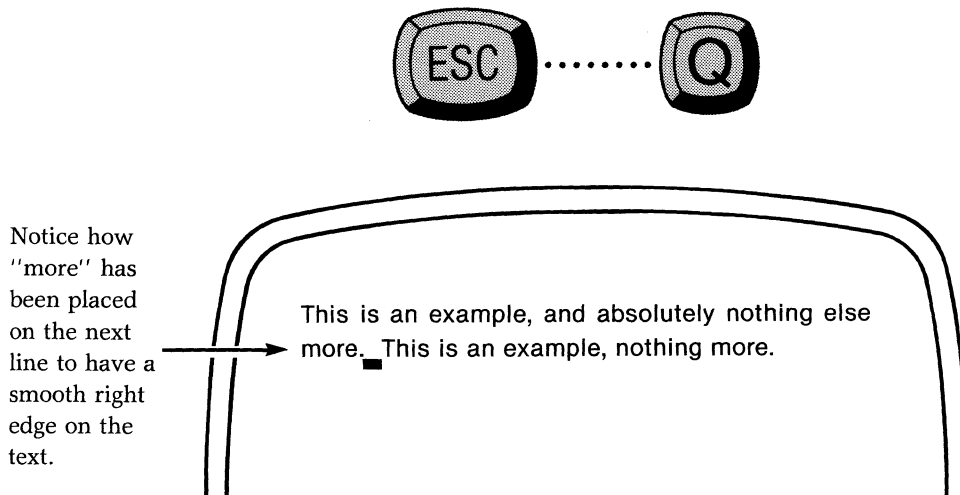 ESC ........ Q
Notice how
''more'' has
been placed
on the next
line to have a
smooth right
edge on the
text.
This is an example, and absolutely nothing else
more. This is an example, nothing more.